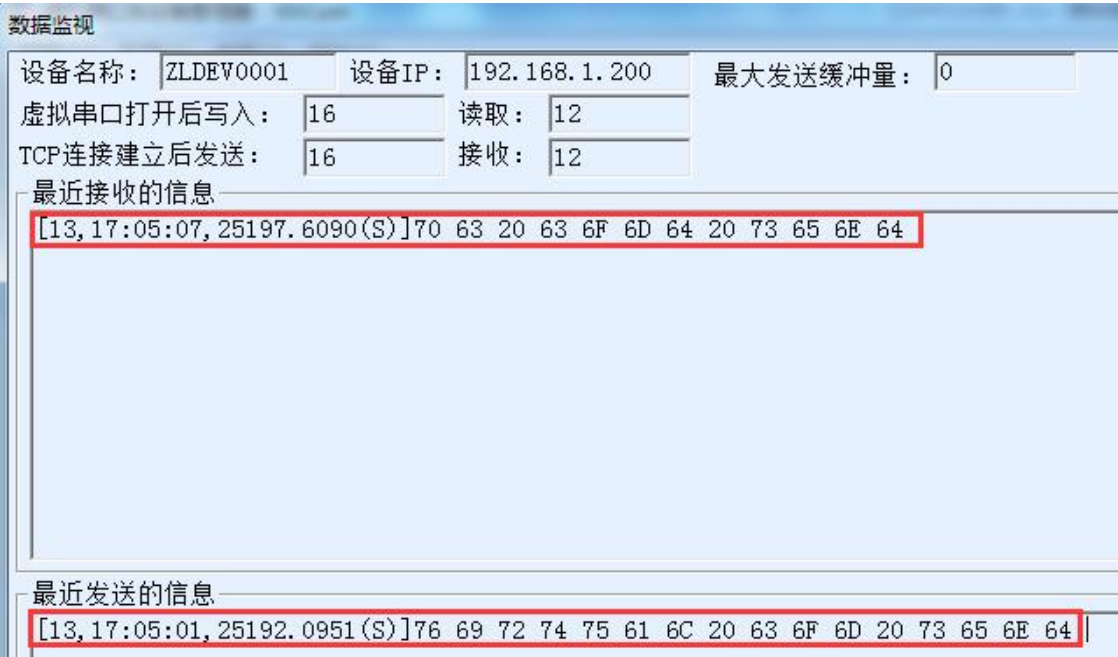 数据监视
设备名称： ZLDEV0001 设备IP： 192.168.1.200 最大发送缓冲量： 0
虚拟串口打开后写入： 16 读取： 12
TCP连接建立后发送： 16 接收： 12
最近接收的信息
[13,17:05:07,25197.6090(S)]70 63 20 63 6F 6D 64 20 73 65 6E 64
最近发送的信息
[13,17:05:01,25192.0951(S)]76 69 72 74 75 61 6C 20 63 6F 6D 20 73 65 6E 64